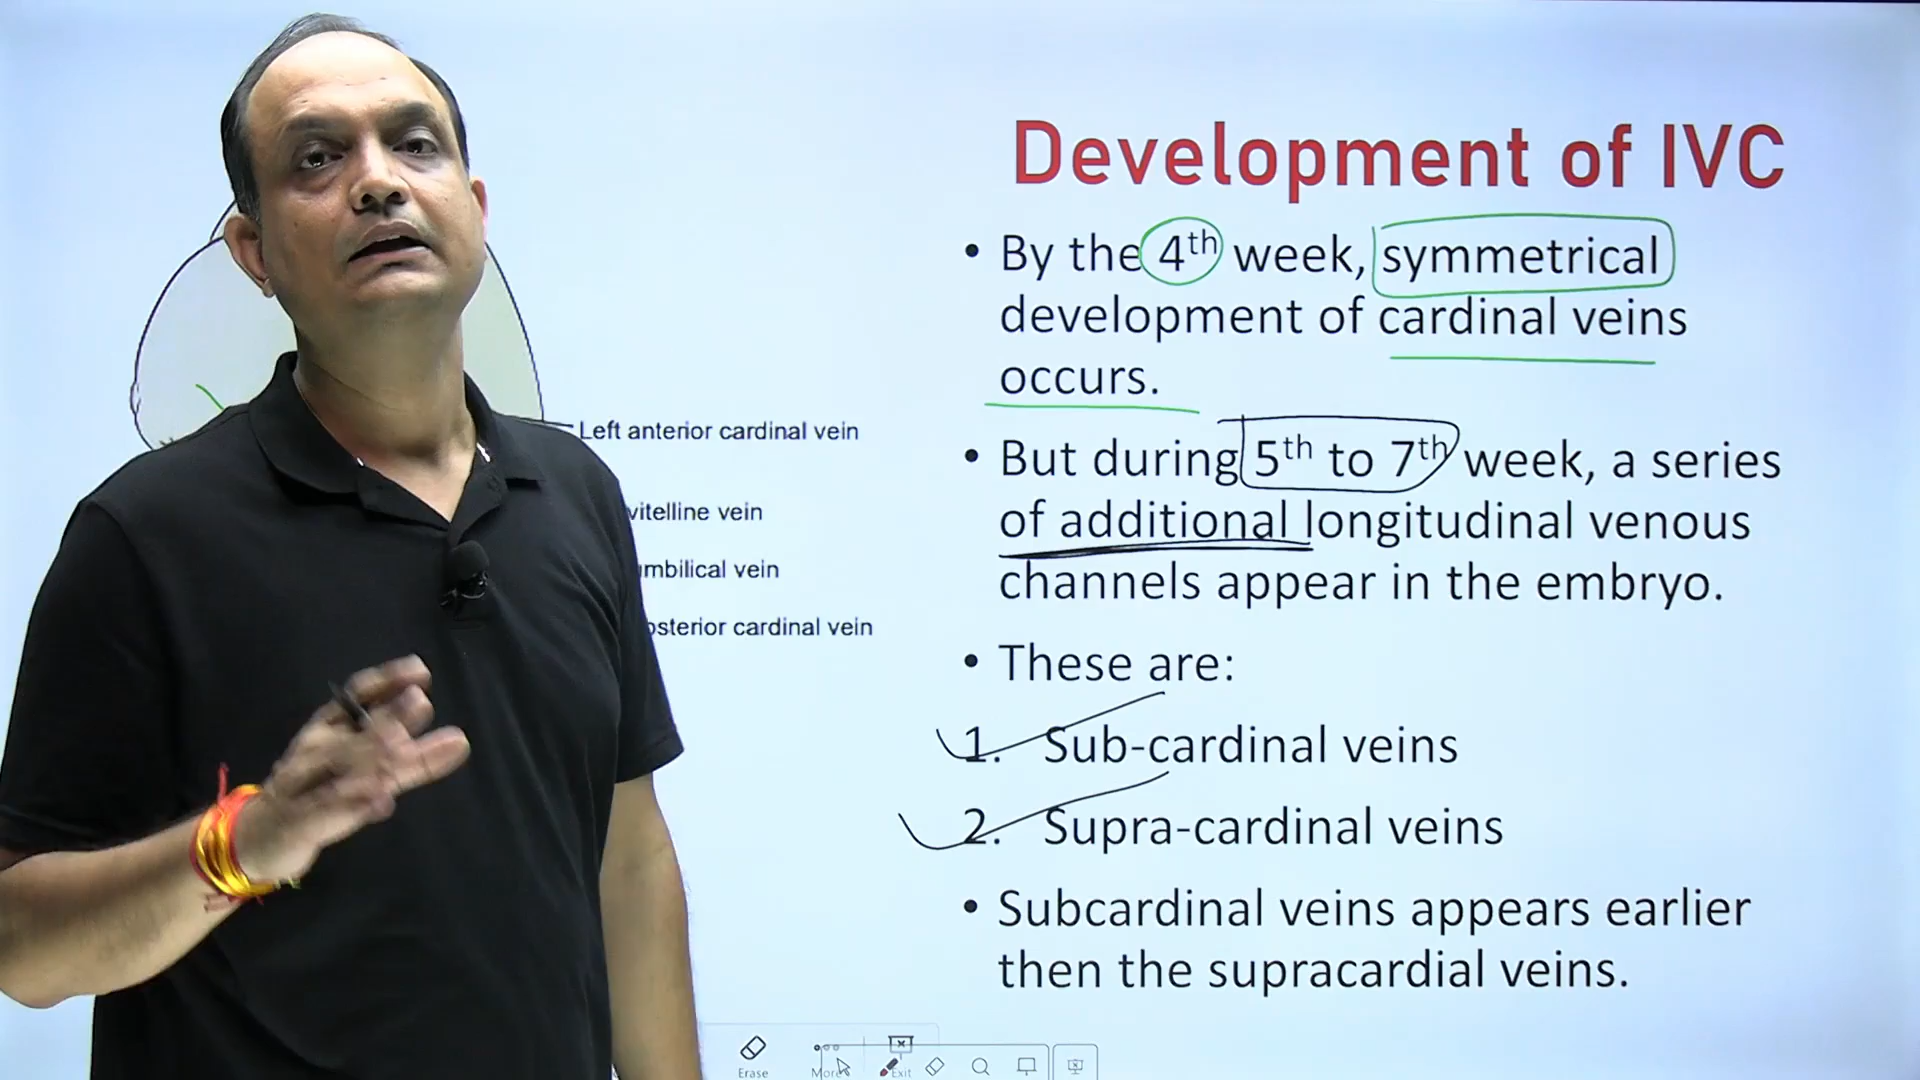 Development of IVC
• By the 4th week, symmetrical
development of cardinal veins
occurs.
• But during 5th to 7th week, a series
of additional longitudinal venous
channels appear in the embryo.
• These are:
1. Sub-cardinal veins
2. Supra-cardinal veins
• Subcardinal veins appears earlier
then the supracardial veins.
Left anterior cardinal vein
vitelline vein
mbilical vein
osterior cardinal vein
Erase
More
Exit